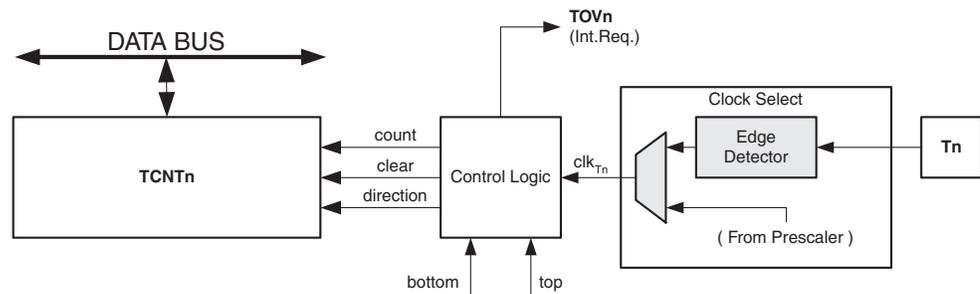 TOVn
(Int.Req.)
DATA BUS
Clock Select
count
Edge
Detector
Tn
TCNTn
clear
Control Logic
clkTn
direction
( From Prescaler )
bottom
top